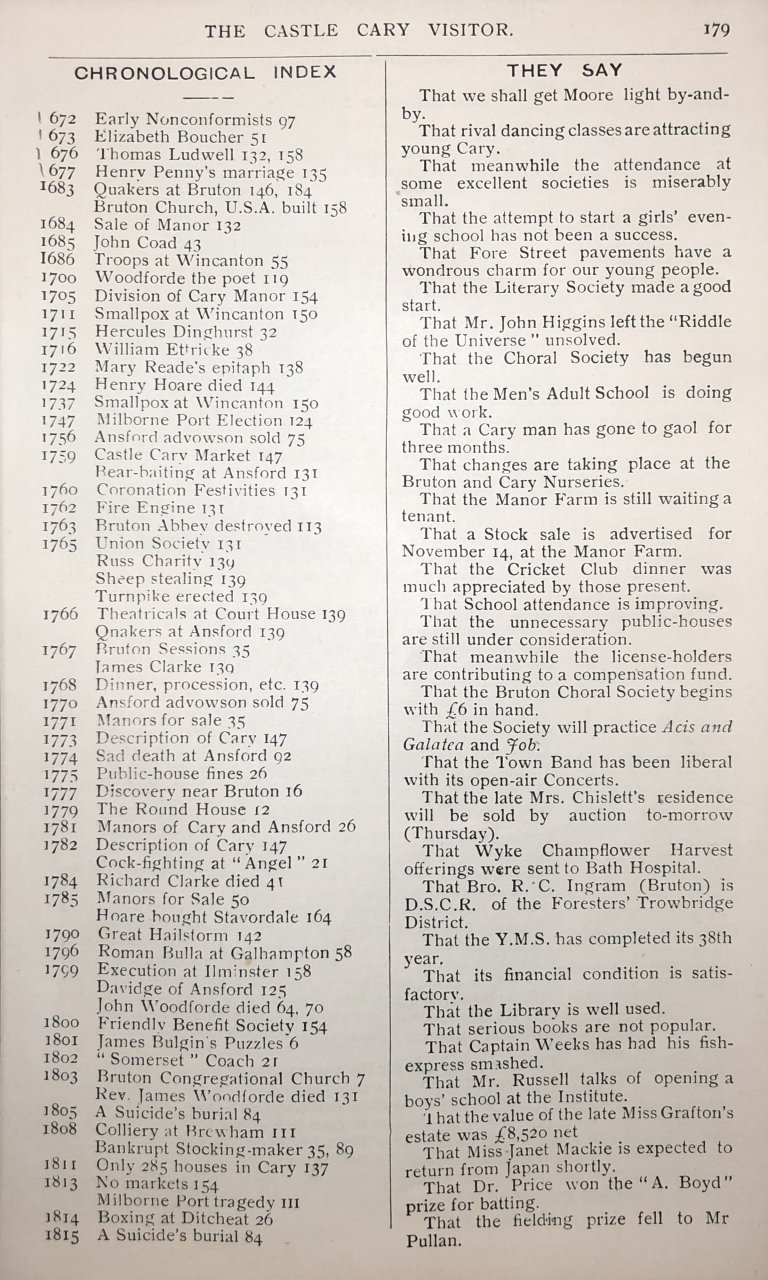 THE CASTLE CARY VISITOR.
179
CHRONOLOGICAL INDEX
1672 Early Nonconformists 97
1673 Elizabeth Boucher 51
1676 Thomas Ludwell 132, 158
1677 Henry Penny's marriage 135
1683 Quakers at Bruton 146, 184
Bruton Church, U.S.A. built 158
1684 Sale of Manor 132
1685 John Coad 43
1686 Troops at Wincanton 55
1700 Woodforde the poet 119
1705 Division of Cary Manor 154
1711 Smallpox at Wincanton 150
1715 Hercules Dinghurst 32
1716 William Ettricke 38
1722 Mary Reade's epitaph 138
1724 Henry Hoare died 144
1737 Smallpox at Wincanton 150
1747 Milborne Port Election 124
1756 Ansford advowson sold 75
1759 Castle Cary Market 147
Bear-baiting at Ansford 131
1760 Coronation Festivities 131
1762 Fire Engine 131
1763 Bruton Abbey destroyed 113
1765 Union Society 131
Russ Charity 139
Sheep stealing 139
Turnpike erected 139
1766 Theatricals at Court House 139
Quakers at Ansford 139
1767 Bruton Sessions 35
James Clarke 139
1768 Dinner, procession, etc. 139
1770 Ansford advowson sold 75
1771 Manors for sale 35
1773 Description of Cary 147
1774 Sad death at Ansford 92
1775 Public-house fines 26
1777 Discovery near Bruton 16
1779 The Round House 12
1781 Manors of Cary and Ansford 26
1782 Description of Cary 147
Cock-fighting at "Angel" 21
1784 Richard Clarke died 41
1785 Manors for Sale 50
Hoare bought Stavordale 164
1790 Great Hailstorm 142
1796 Roman Bulla at Galhampton 58
1799 Execution at Ilminster 158
Davidge of Ansford 125
John Woodforde died 64, 70
1800 Friendly Benefit Society 154
1801 James Bulgin's Puzzles 6
1802 "Somerset" Coach 21
1803 Bruton Congregational Church 7
Rev. James Woodforde died 131
1805 A Suicide's burial 84
1808 Colliery at Brewham 111
Bankrupt Stocking-maker 35, 89
1811 Only 285 houses in Cary 137
1813 No markets 154
Milborne Port tragedy 111
1814 Boxing at Ditcheat 26
1815 A Suicide's burial 84
THEY SAY
That we shall get Moore light by-and-
by.
That rival dancing classes are attracting
young Cary.
That meanwhile the attendance at
some excellent societies is miserably
small.
That the attempt to start a girls' even-
ing school has not been a success.
That Fore Street pavements have a
wondrous charm for our young people.
That the Literary Society made a good
start.
That Mr. John Higgins left the "Riddle
of the Universe" unsolved.
That the Choral Society has begun
well.
That the Men's Adult School is doing
good work.
That a Cary man has gone to gaol for
three months.
That changes are taking place at the
Bruton and Cary Nurseries.
That the Manor Farm is still waiting a
tenant.
That a Stock sale is advertised for
November 14, at the Manor Farm.
That the Cricket Club dinner was
much appreciated by those present.
That School attendance is improving.
That the unnecessary public-houses
are still under consideration.
That meanwhile the license-holders
are contributing to a compensation fund.
That the Bruton Choral Society begins
with £6 in hand.
That the Society will practice Acis and
Galatea and Job.
That the Town Band has been liberal
with its open-air Concerts.
That the late Mrs. Chislett's residence
will be sold by auction to-morrow
(Thursday).
That Wyke Champflower Harvest
offerings were sent to Bath Hospital.
That Bro. R. C. Ingram (Bruton) is
D.S.C.R. of the Foresters' Trowbridge
District.
That the Y.M.S. has completed its 38th
year.
That its financial condition is satis-
factory.
That the Library is well used.
That serious books are not popular.
That Captain Weeks has had his fish-
express smashed.
That Mr. Russell talks of opening a
boys' school at the Institute.
That the value of the late Miss Grafton's
estate was £8,520 net
That Miss Janet Mackie is expected to
return from Japan shortly.
That Dr. Price won the "A. Boyd"
prize for batting.
That the fielding prize fell to Mr
Pullan.